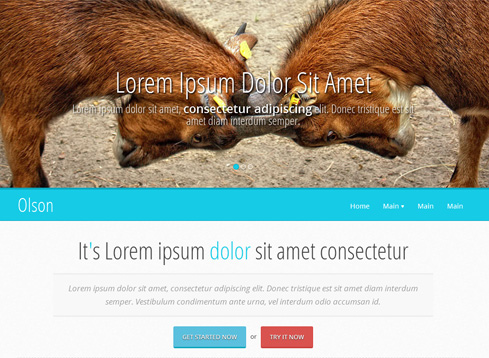 Lorem Ipsum Dolor Sit Amet
Lorem ipsum dolor sit amet, consectetur adipiscing elit. Donec tristique est sit
amet diam interdum semper.
Olson
Home Main Main Main
It's Lorem ipsum dolor sit amet consectetur
Lorem ipsum dolor sit amet, consectetur adipiscing elit. Donec tristique est sit amet diam interdum
semper. Vestibulum condimentum ante urna, vel interdum odio accumsan id.
GET STARTED NOW or TRY IT NOW